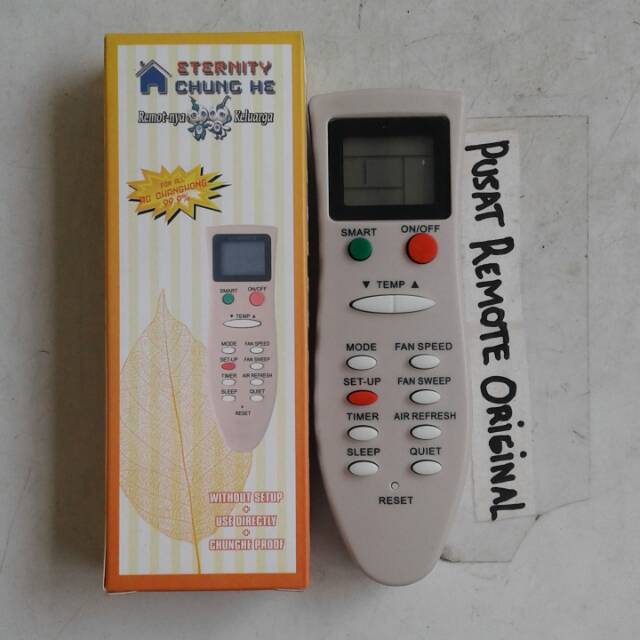 ETERNITY
CHUNG HE
Remot-nya Keluarga
FOR ALL
AC CHANGHONG
99.9%
SMART ON/OFF
▼ TEMP ▲
MODE FAN SPEED
SET-UP FAN SWEEP
TIMER AIR REFRESH
SLEEP QUIET
RESET
WITHOUT SETUP
+
USE DIRECTLY
+
CHUNGHE PROOF
SMART ON/OFF
▼ TEMP ▲
MODE FAN SPEED
SET-UP FAN SWEEP
TIMER AIR REFRESH
SLEEP QUIET
RESET
PUSAT REMOTE ORIGINAL